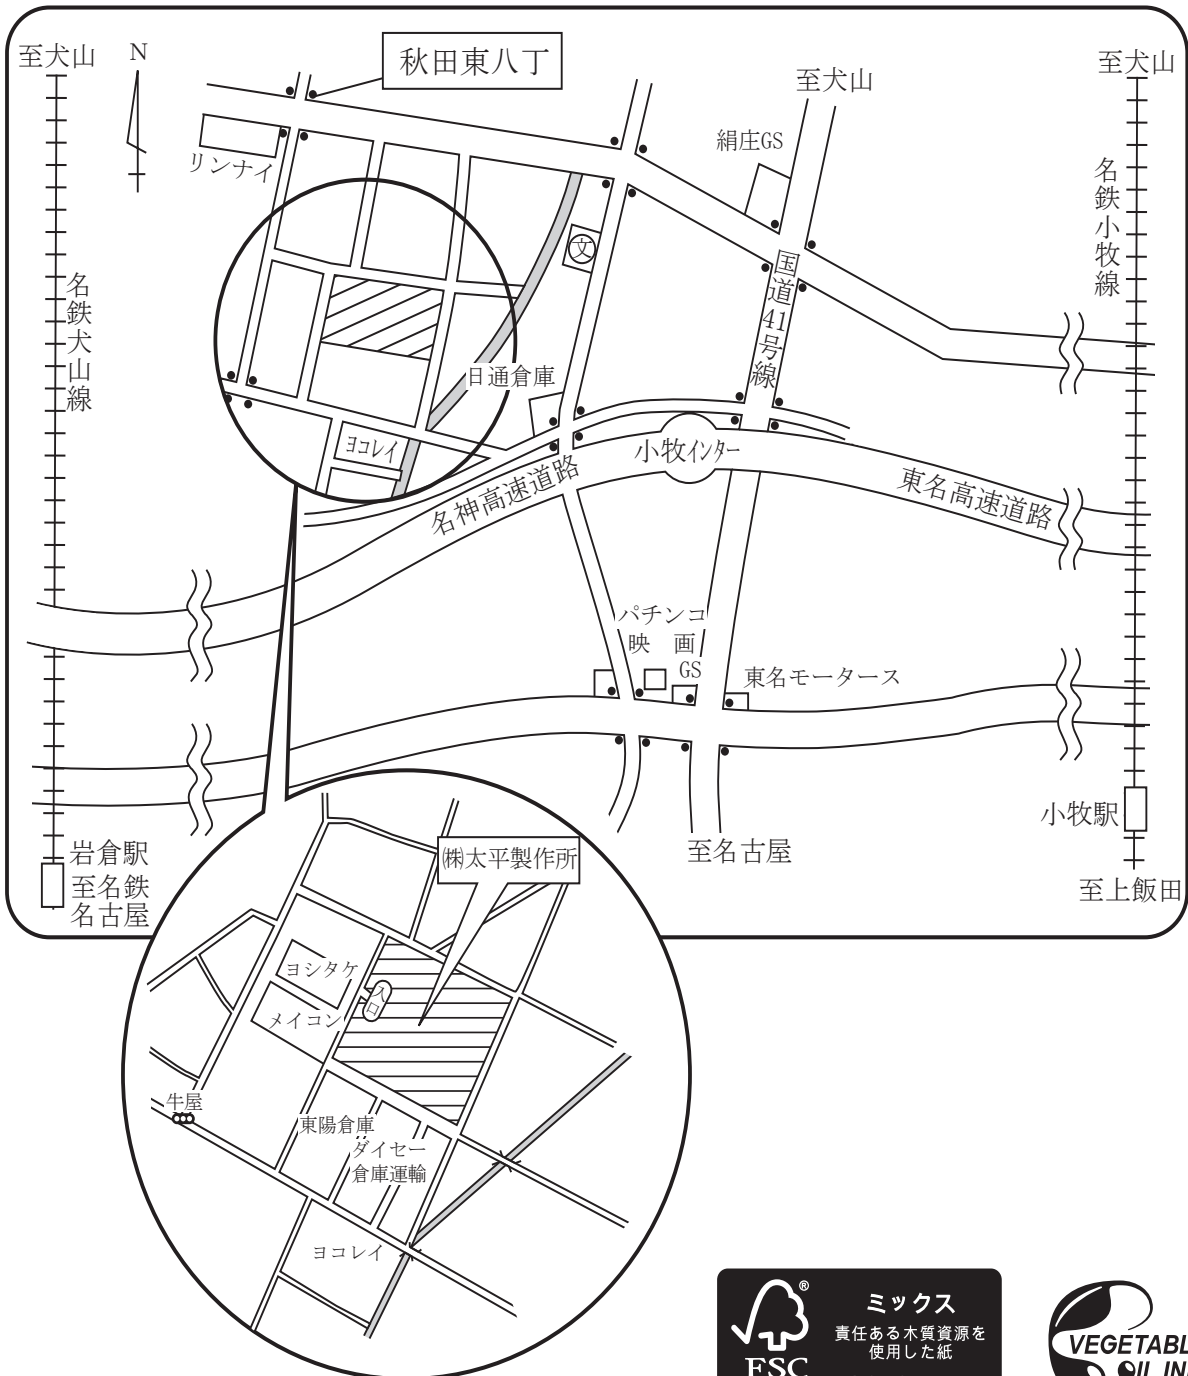 至犬山
N
秋田東八丁
至犬山
至犬山
絹庄GS
リンナイ
名鉄小牧線
文
国道41号線
名鉄犬山線
日通倉庫
ヨコレイ
小牧インター
名神高速道路
東名高速道路
パチンコ
映　画
GS
東名モータース
小牧駅
岩倉駅
至名鉄
名古屋
至名古屋
至上飯田
㈱太平製作所
ヨシタケ
入口
メイコン
牛屋
東陽倉庫
ダイセー
倉庫運輸
ヨコレイ
®
ミックス
責任ある木質資源を
使用した紙
FSC
VEGETABL
OIL IN